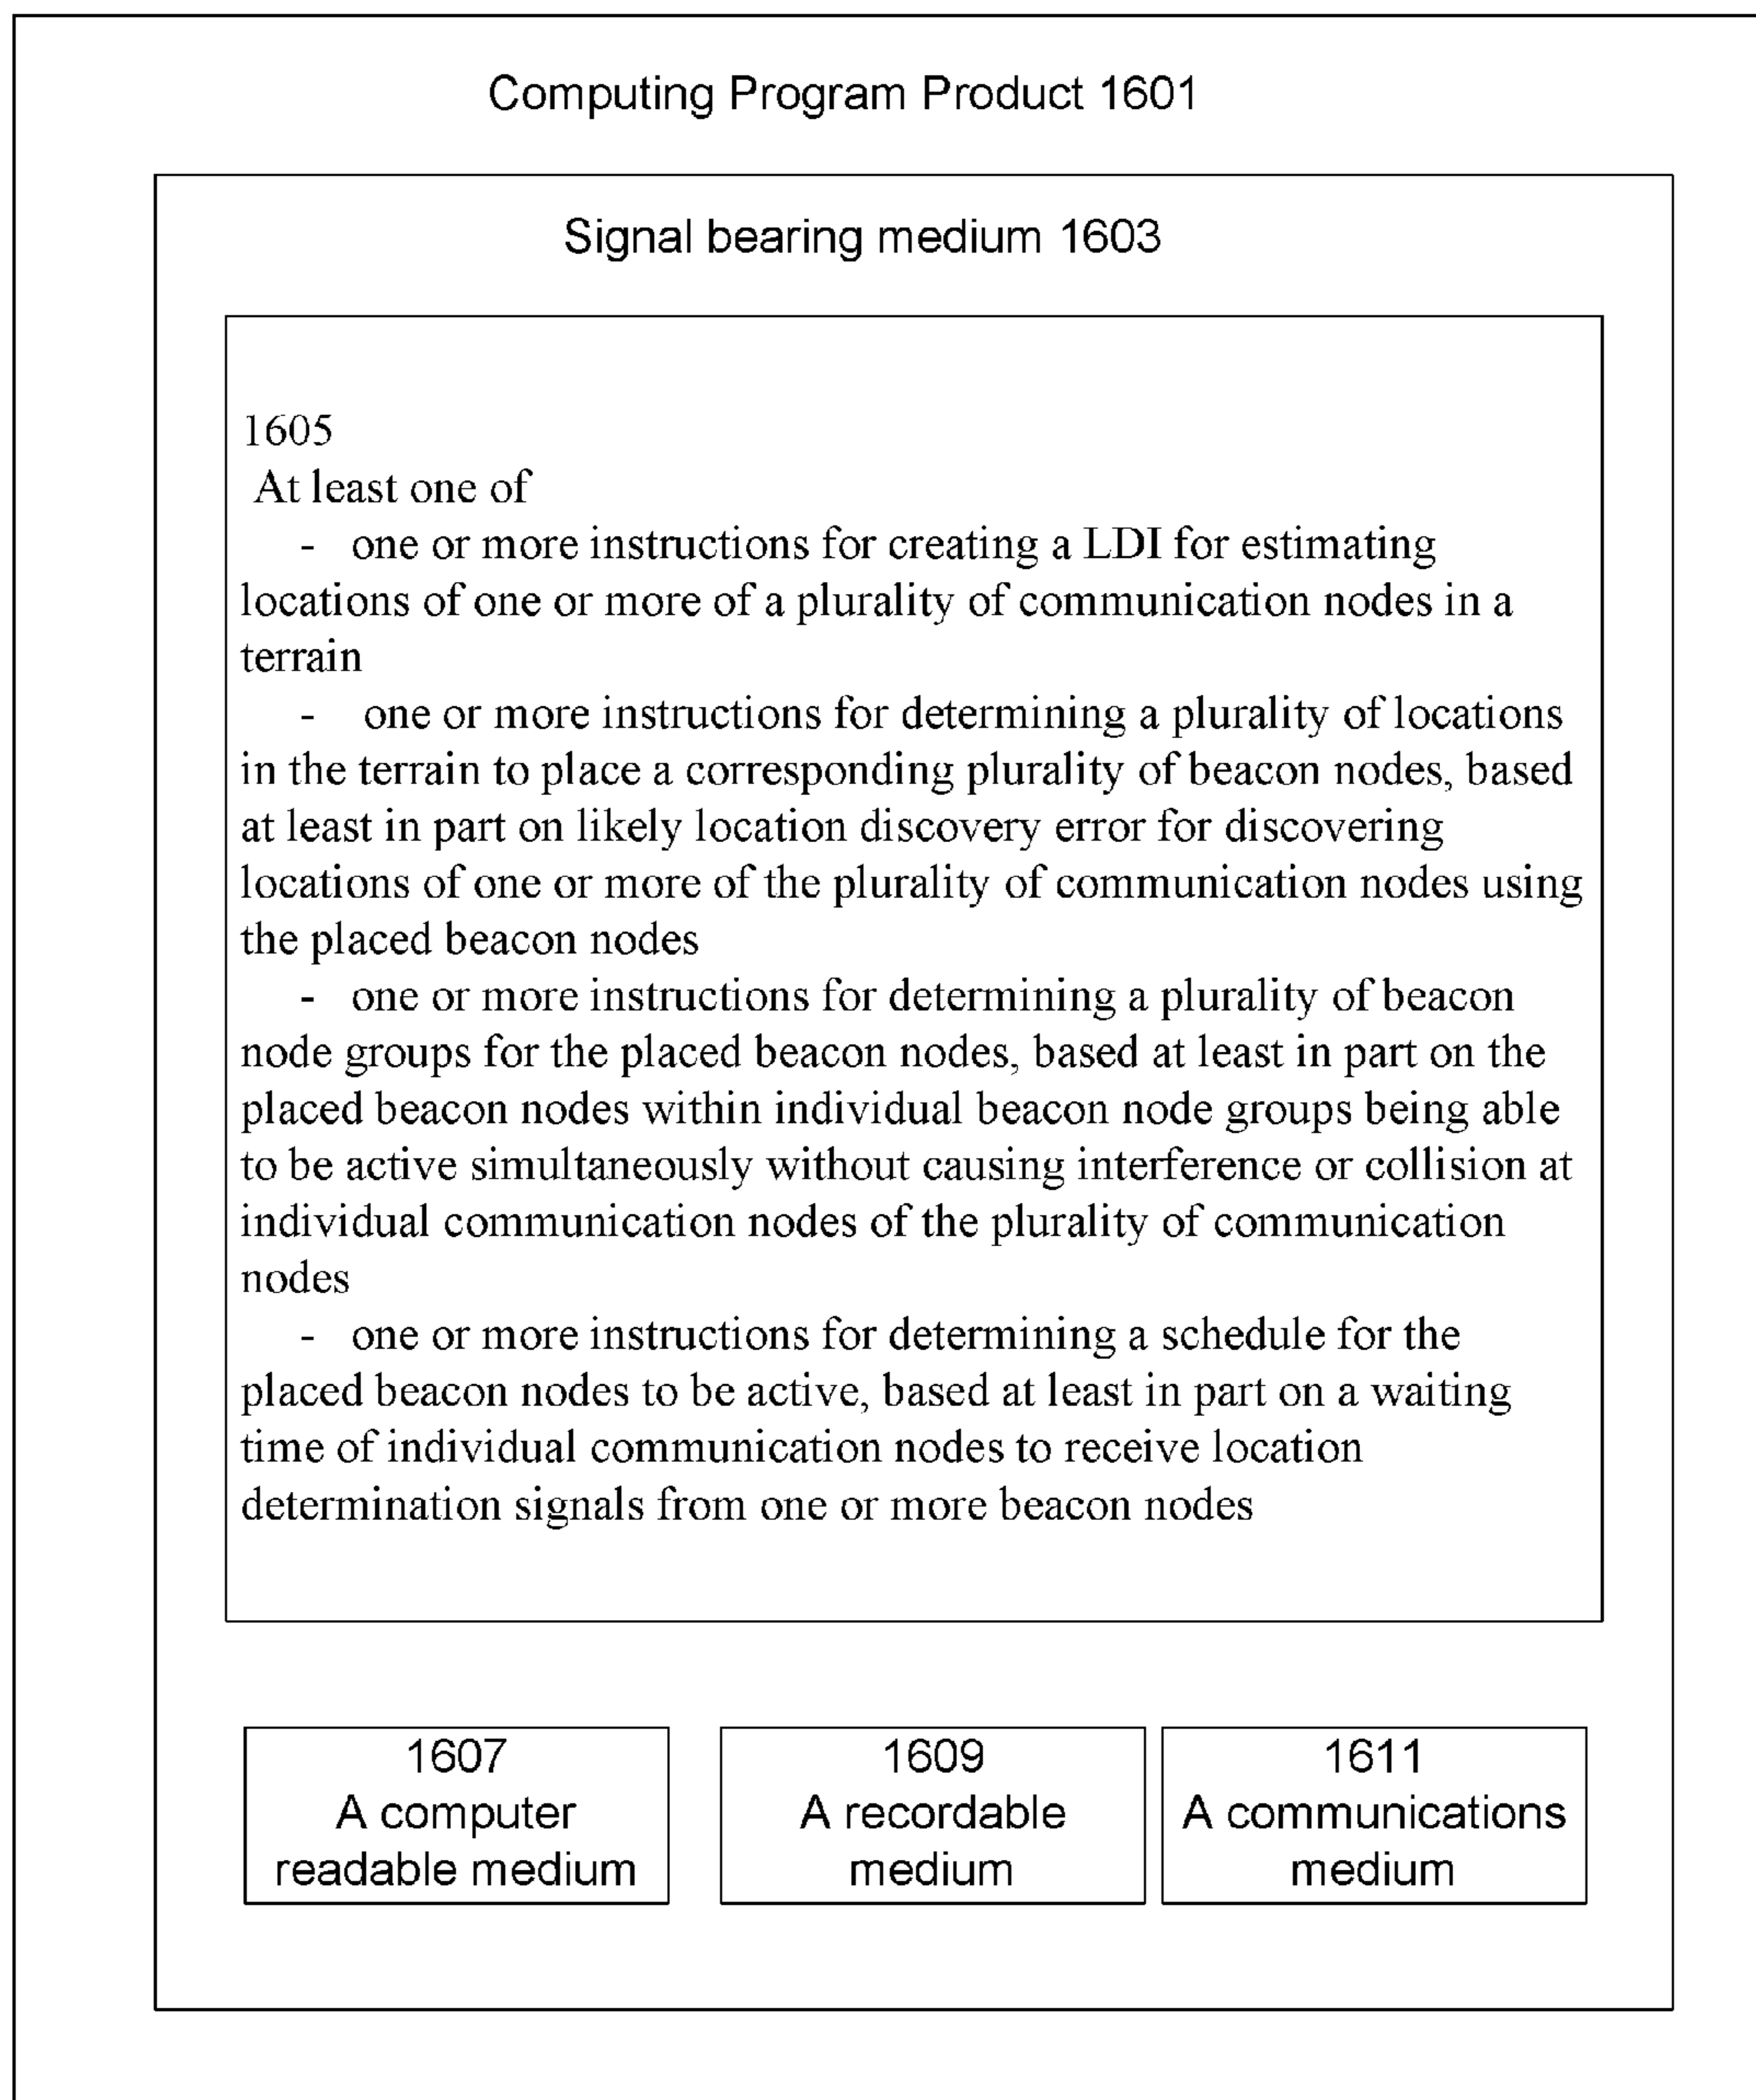 Computing Program Product 1601
Signal bearing medium 1603
1605
At least one of
- one or more instructions for creating a LDI for estimating
locations of one or more of a plurality of communication nodes in a
terrain
- one or more instructions for determining a plurality of locations
in the terrain to place a corresponding plurality of beacon nodes, based
at least in part on likely location discovery error for discovering
locations of one or more of the plurality of communication nodes using
the placed beacon nodes
- one or more instructions for determining a plurality of beacon
node groups for the placed beacon nodes, based at least in part on the
placed beacon nodes within individual beacon node groups being able
to be active simultaneously without causing interference or collision at
individual communication nodes of the plurality of communication
nodes
- one or more instructions for determining a schedule for the
placed beacon nodes to be active, based at least in part on a waiting
time of individual communication nodes to receive location
determination signals from one or more beacon nodes
1607
A computer
readable medium
1609
A recordable
medium
1611
A communications
medium